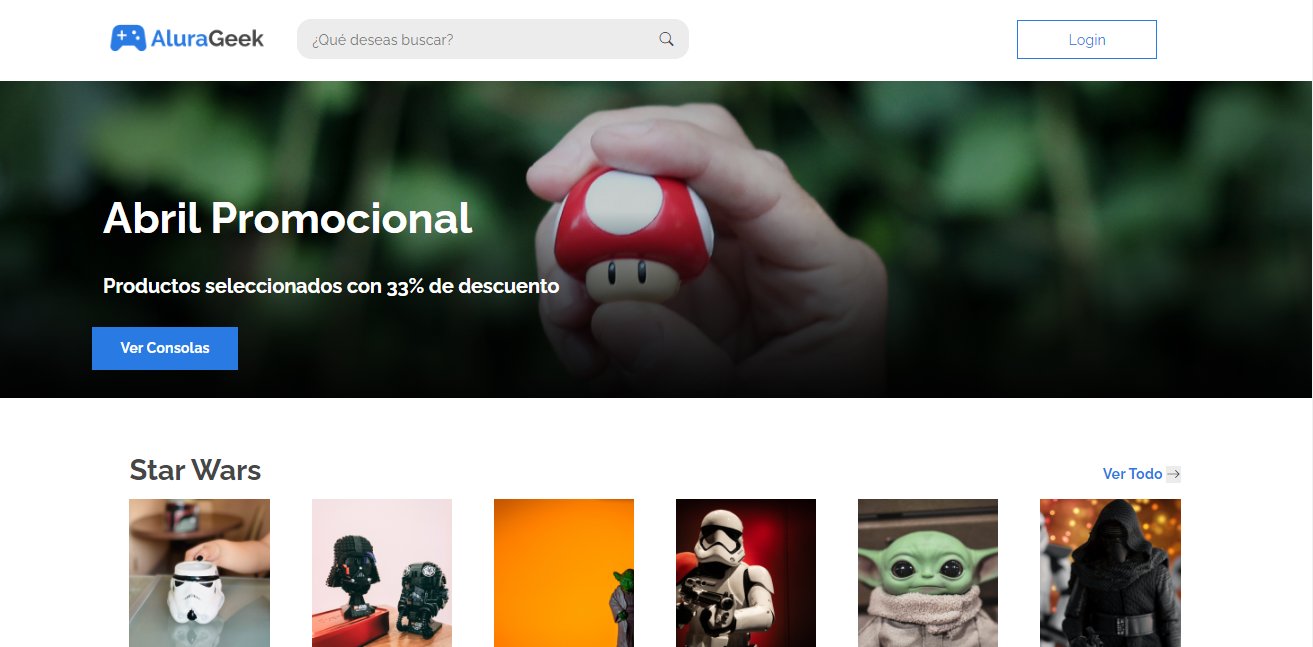 AluraGeek
¿Qué deseas buscar?
Login
Abril Promocional
Productos seleccionados con 33% de descuento
Ver Consolas
Star Wars
Ver Todo